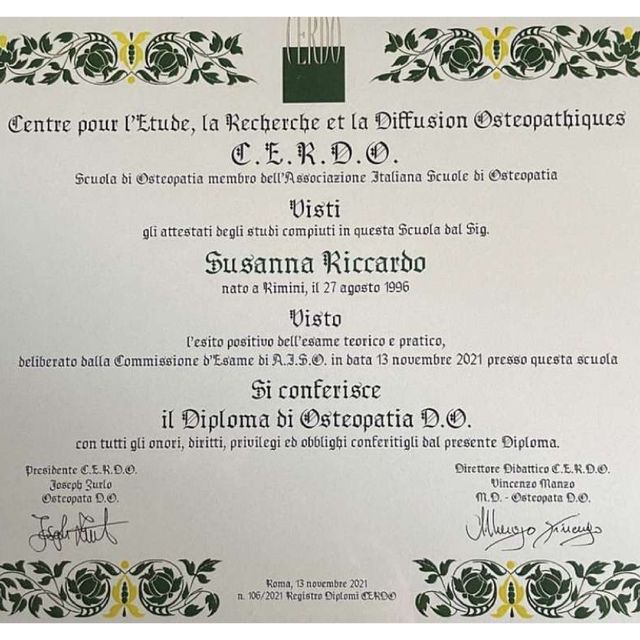 CERDO
Centre pour l'Etude, la Recherche et la Diffusion Osteopathiques
C.E.R.D.O.
Scuola di Osteopatia membro dell'Associazione Italiana Scuole di Osteopatia
Visti
gli attestati degli studi compiuti in questa Scuola dal Sig.
Susanna Riccardo
nato a Rimini, il 27 agosto 1996
Visto
l'esito positivo dell'esame teorico e pratico,
deliberato dalla Commissione d'Esame di A.I.S.O. in data 13 novembre 2021 presso questa scuola
Si conferisce
il Diploma di Osteopatia D.O.
con tutti gli onori, diritti, privilegi ed obblighi conferitigli dal presente Diploma.
Presidente C.E.R.D.O.
Joseph Zurlo
Osteopata D.O.
Direttore Didattico C.E.R.D.O.
Vincenzo Manzo
M.D. - Osteopata D.O.
Roma, 13 novembre 2021
n. 106/2021 Registro Diplomi CERDO